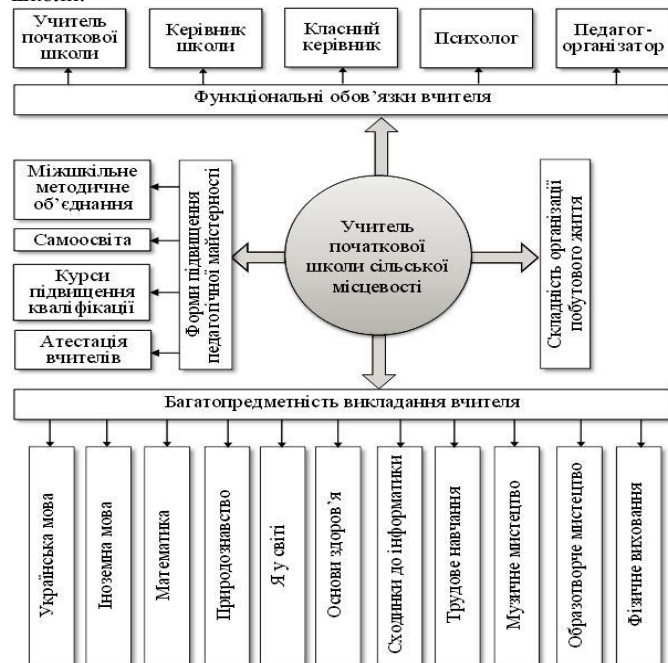 Учитель
початкової
школи
Керівник
школи
Класний
керівник
Психолог
Педагог-
організатор
Функціональні обов’язки вчителя
Міжшкільне
методичне
об’єднання
Самоосвіта
Курси
підвищення
кваліфікації
Атестація
вчителів
Форми підвищення
педагогічної майстерності
Учитель
початкової
школи сільської
місцевості
Складність організації
побутового життя
Багатопредметність викладання вчителя
Українська мова
Іноземна мова
Математика
Природознавство
Я у світі
Основи здоров’я
Сходинки до інформатики
Трудове навчання
Музичне мистецтво
Образотворче мистецтво
Фізичне виховання